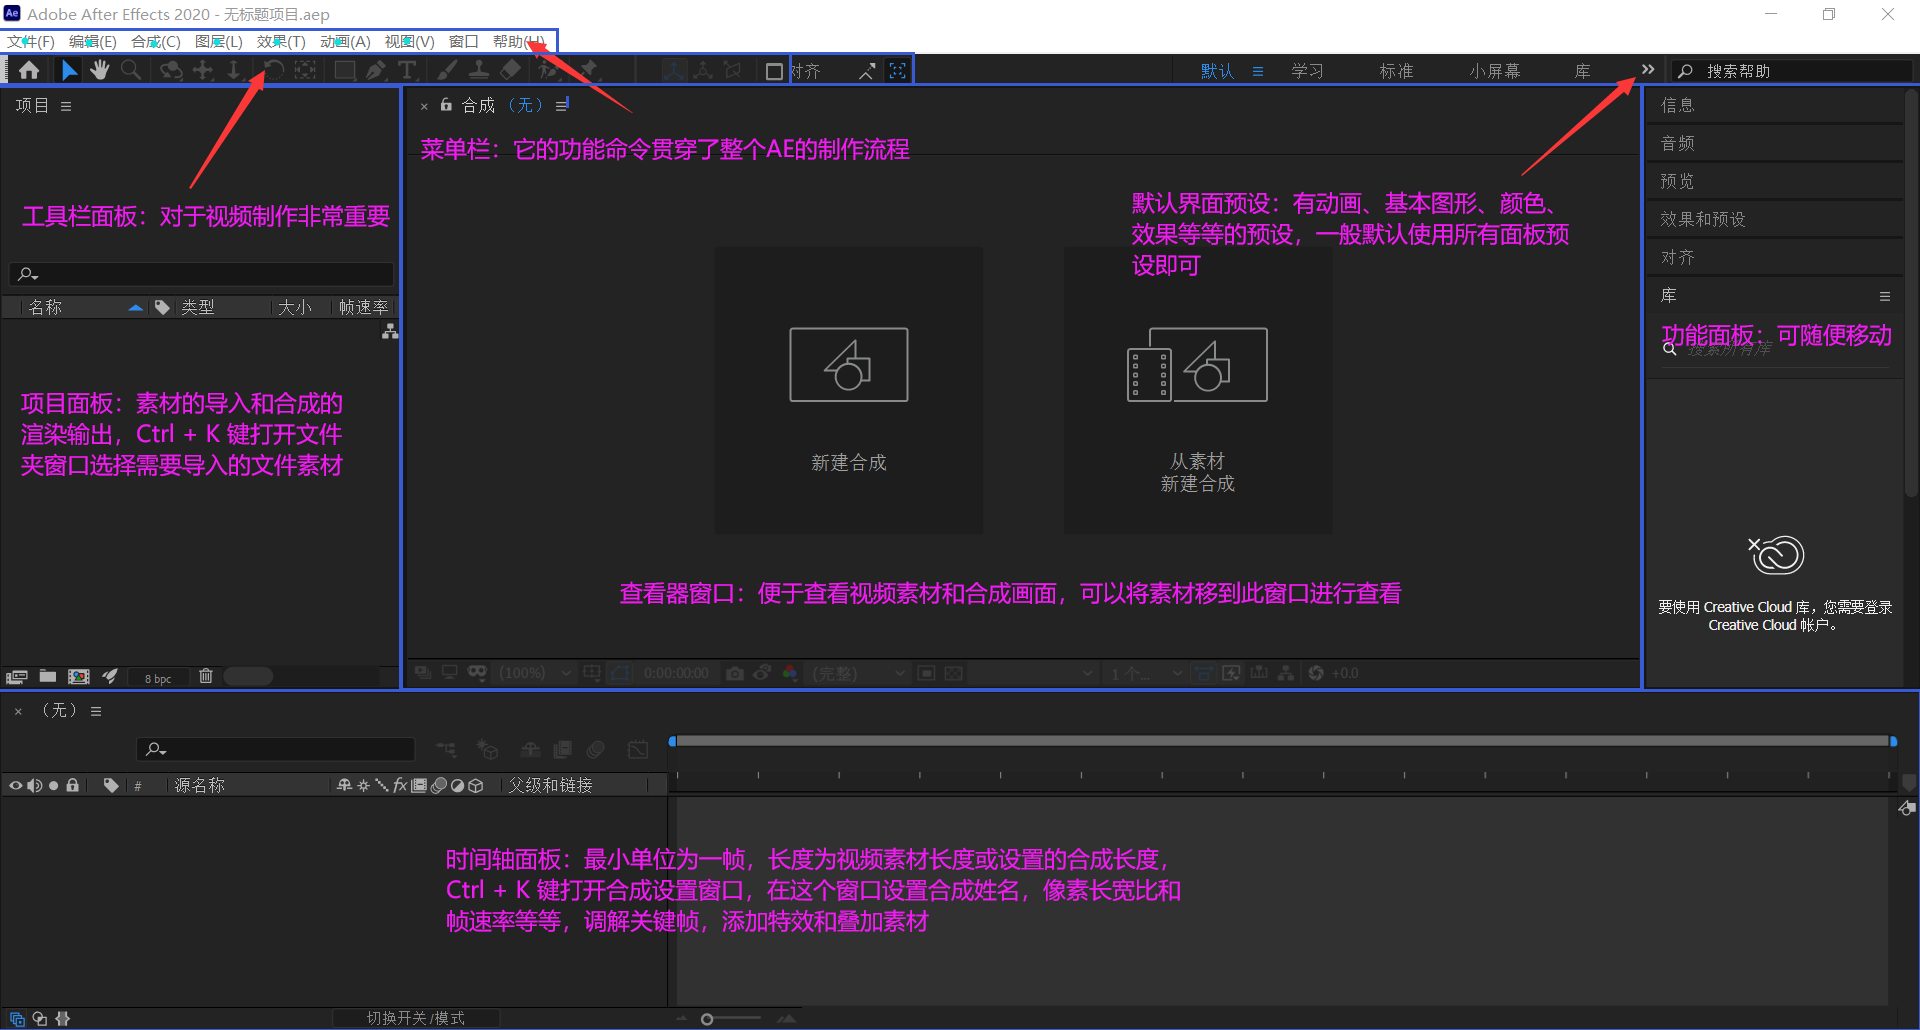 Adobe After Effects 2020 - 无标题项目.aep
文件(F) 编辑(E) 合成(C) 图层(L) 效果(T) 动画(A) 视图(V) 窗口 帮助(H)
对齐 默认 学习 标准 小屏幕 库 搜索帮助
项目
合成 (无)
菜单栏：它的功能命令贯穿了整个AE的制作流程
工具栏面板：对于视频制作非常重要
默认界面预设：有动画、基本图形、颜色、
效果等等的预设，一般默认使用所有面板预
设即可
名称 类型 大小 帧速率
项目面板：素材的导入和合成的
渲染输出，Ctrl + K 键打开文件
夹窗口选择需要导入的文件素材
新建合成
从素材
新建合成
查看器窗口：便于查看视频素材和合成画面，可以将素材移到此窗口进行查看
信息
音频
预览
效果和预设
对齐
库
功能面板：可随便移动
搜索所有库
要使用 Creative Cloud 库，您需要登录
Creative Cloud 帐户。
8 bpc
(100%) 0:00:00:00 (完整) 1 个... +0.0
(无)
# 源名称 fx 父级和链接
时间轴面板：最小单位为一帧，长度为视频素材长度或设置的合成长度，
Ctrl + K 键打开合成设置窗口，在这个窗口设置合成姓名，像素长宽比和
帧速率等等，调解关键帧，添加特效和叠加素材
切换开关/模式